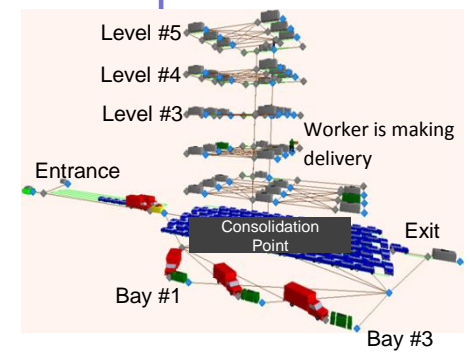 Level #5
Level #4
Level #3
Worker is making
delivery
Entrance
Consolidation
Point
Exit
Bay #1
Bay #3